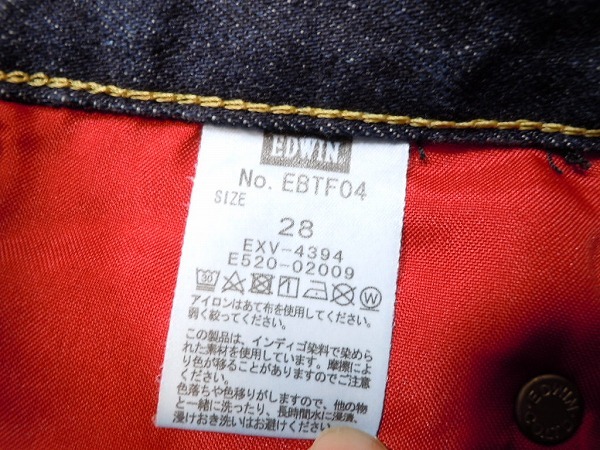 EDWIN
No. EBTF04
SIZE
28
EXV-4394
E520-02009
アイロンはあて布を使用してください。
弱く絞ってください。
この製品は、インディゴ染料で染めら
れた素材を使用しています。摩擦によ
り色が移ることがありますのでご注意
ください。
色落ちや色移りがしますので、他の物
と一緒に洗ったり、長時間水に浸漬、
浸けおき洗いはお避けください。
EDWIN